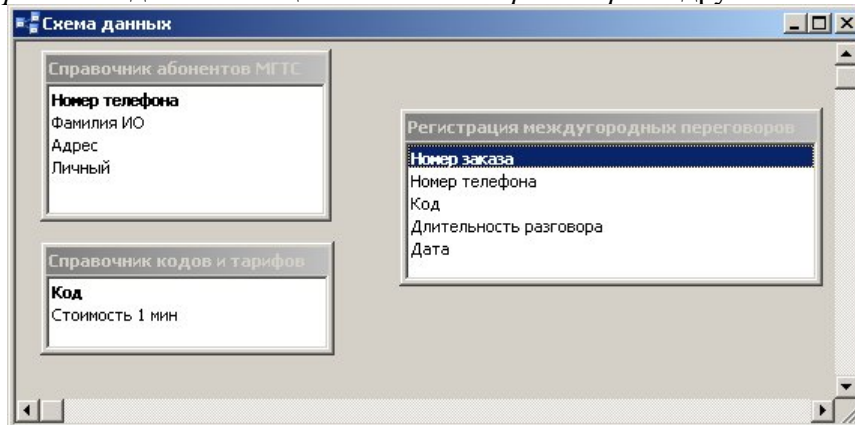 Схема данных
Справочник абонентов МГТС
Номер телефона
Фамилия ИО
Адрес
Личный
Регистрация междугородных переговоров
Номер заказа
Номер телефона
Код
Длительность разговора
Дата
Справочник кодов и тарифов
Код
Стоимость 1 мин